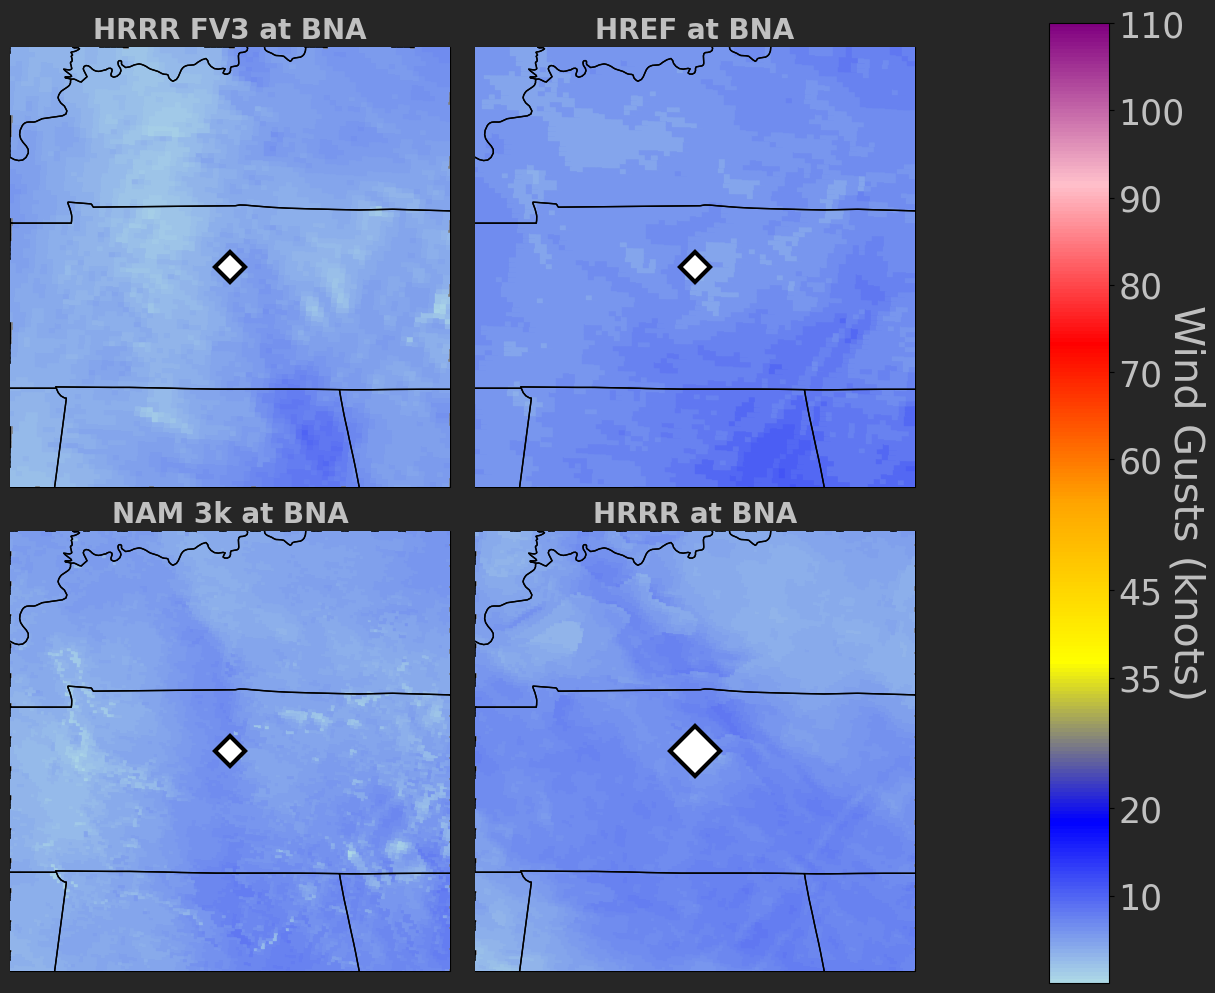 HRRR FV3 at BNA
HREF at BNA
NAM 3k at BNA
HRRR at BNA
110
100
90
80
70
60
45
35
20
10
Wind Gusts (knots)